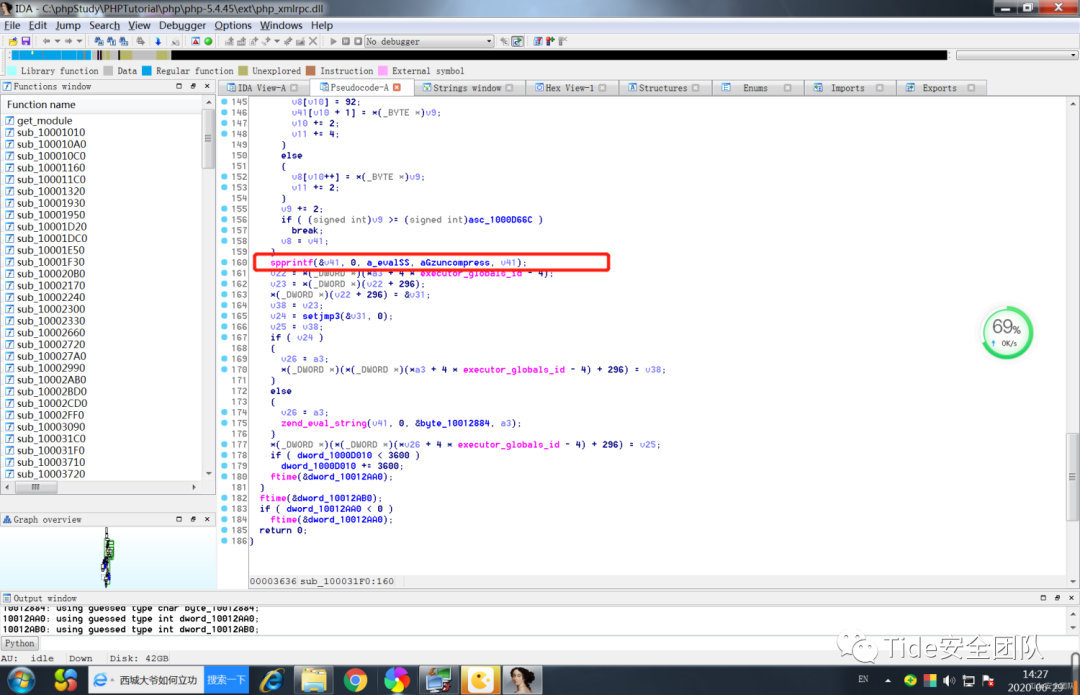 IDA - C:\phpStudy\PHPTutorial\php\php-5.4.45\ext\php_xmlrpc.dll
File Edit Jump Search View Debugger Options Windows Help
No debugger
Library function Data Regular function Unexplored Instruction External symbol
Functions window
IDA View-A Pseudocode-A Strings window Hex View-1 Structures Enums Imports Exports
Function name
get_module
sub_10001010
sub_100010A0
sub_100010C0
sub_10001160
sub_100011C0
sub_10001320
sub_10001930
sub_10001950
sub_10001D20
sub_10001DC0
sub_10001E50
sub_10001F30
sub_100020B0
sub_10002170
sub_10002240
sub_10002300
sub_10002330
sub_10002660
sub_10002720
sub_100027A0
sub_10002990
sub_10002AB0
sub_10002BD0
sub_10002CD0
sub_10002FF0
sub_10003090
sub_100031C0
sub_100031F0
sub_10003710
sub_10003720
145 v8[v10] = 92;
146 v41[v10 + 1] = *(_BYTE *)v9;
147 v10 += 2;
148 v11 += 4;
149 }
150 else
151 {
152 v8[v10++] = *(_BYTE *)v9;
153 v11 += 2;
154 }
155 v9 += 2;
156 if ( (signed int)v9 >= (signed int)asc_1000D66C )
157 break;
158 v8 = v41;
159 }
160 spprintf(&v41, 0, a_evalSS, aGzuncompress, v41);
161 v22 = *(_DWORD *)(*a3 + 4 * executor_globals_id - 4);
162 v23 = *(_DWORD *)(v22 + 296);
163 *(_DWORD *)(v22 + 296) = &v31;
164 v38 = v23;
165 v24 = setjmp3(&v31, 0);
166 v25 = v38;
167 if ( v24 )
168 {
169 v26 = a3;
170 *(_DWORD *)(*(_DWORD *)(*a3 + 4 * executor_globals_id - 4) + 296) = v38;
171 }
172 else
173 {
174 v26 = a3;
175 zend_eval_string(v41, 0, &byte_10012884, a3);
176 }
177 *(_DWORD *)(*(_DWORD *)(*v26 + 4 * executor_globals_id - 4) + 296) = v25;
178 if ( dword_1000D010 < 3600 )
179 dword_1000D010 += 3600;
180 ftime(&dword_10012AA0);
181 }
182 ftime(&dword_10012AB0);
183 if ( dword_10012AA0 < 0 )
184 ftime(&dword_10012AA0);
185 return 0;
186 }
00003636 sub_100031F0:160
69%
0K/s
Graph overview
Output window
10012884: using guessed type char byte_10012884;
10012AA0: using guessed type int dword_10012AA0;
10012AB0: using guessed type int dword_10012AB0;
Python
AU: idle Down Disk: 42GB
Tide安全团队
西城大爷如何立功 搜索一下
EN
14:27
2020-06-29